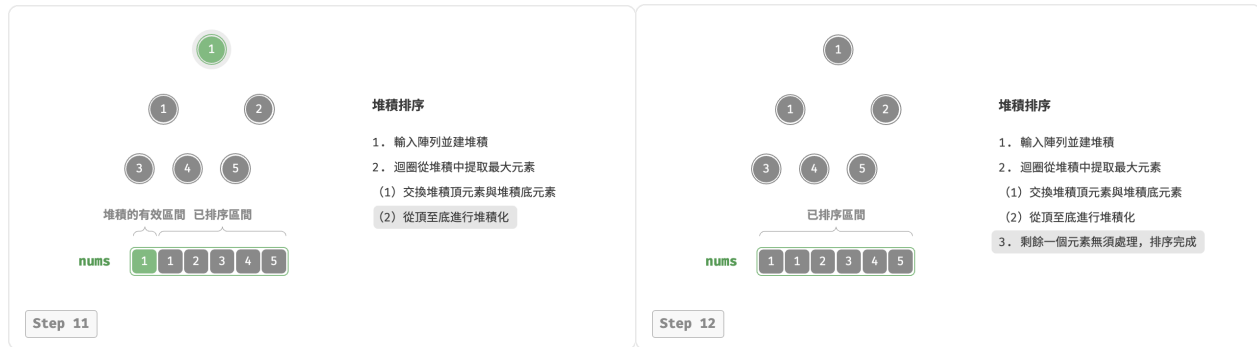 1
1 2
3 4 5
堆積的有效區間 已排序區間
nums 1 1 2 3 4 5
堆積排序
1. 輸入陣列並建堆積
2. 迴圈從堆積中提取最大元素
(1) 交換堆積頂元素與堆積底元素
(2) 從頂至底進行堆積化
Step 11
1
1 2
3 4 5
已排序區間
nums 1 1 2 3 4 5
堆積排序
1. 輸入陣列並建堆積
2. 迴圈從堆積中提取最大元素
(1) 交換堆積頂元素與堆積底元素
(2) 從頂至底進行堆積化
3. 剩餘一個元素無須處理，排序完成
Step 12